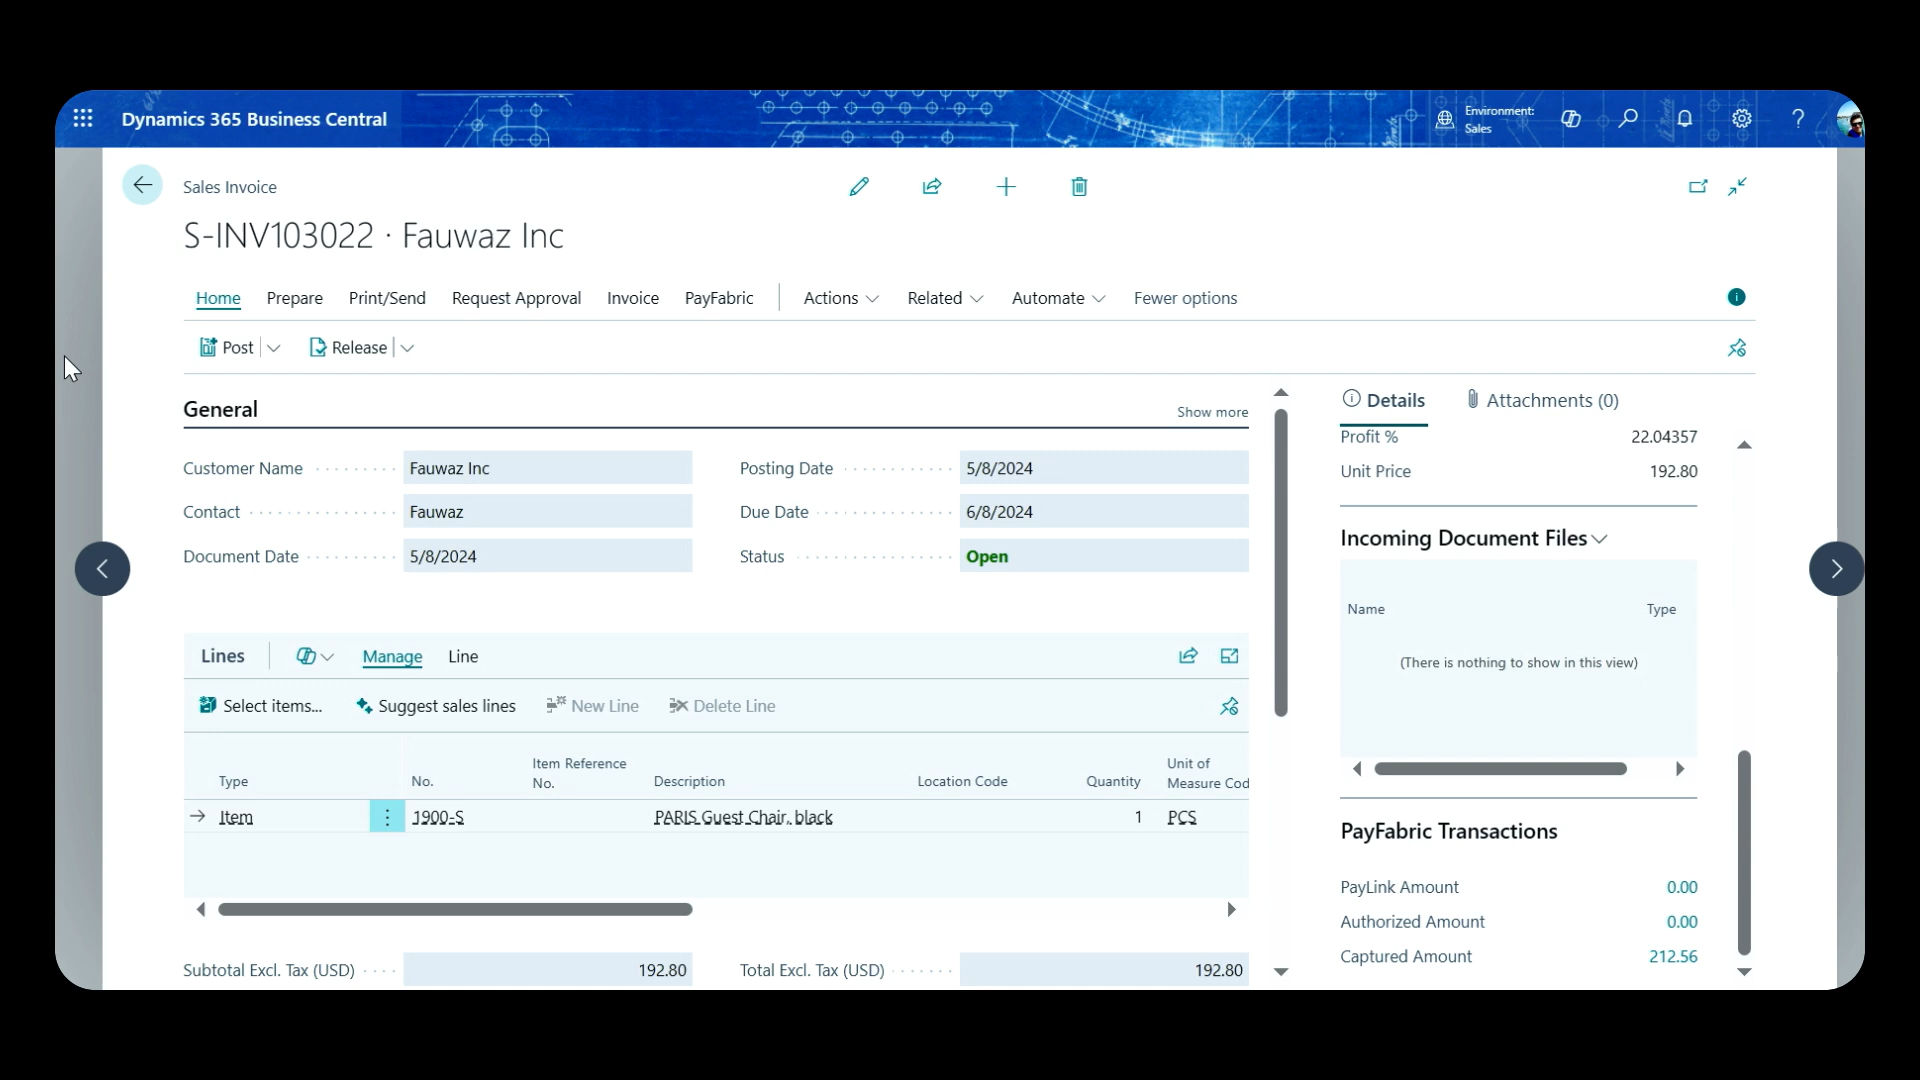 Dynamics 365 Business Central
Environment:
Sales
?
Sales Invoice
S-INV103022 · Fauwaz Inc
Home Prepare Print/Send Request Approval Invoice PayFabric Actions Related Automate Fewer options
Post Release
General Show more
Customer Name Fauwaz Inc Posting Date 5/8/2024
Contact Fauwaz Due Date 6/8/2024
Document Date 5/8/2024 Status Open
Lines Manage Line
Select items... Suggest sales lines New Line Delete Line
Type No. Item Reference No. Description Location Code Quantity Unit of Measure Cod
Item 1900-S PARIS Guest Chair, black 1 PCS
Subtotal Excl. Tax (USD) 192.80 Total Excl. Tax (USD) 192.80
Details Attachments (0)
Profit % 22.04357
Unit Price 192.80
Incoming Document Files
Name Type
(There is nothing to show in this view)
PayFabric Transactions
PayLink Amount 0.00
Authorized Amount 0.00
Captured Amount 212.56